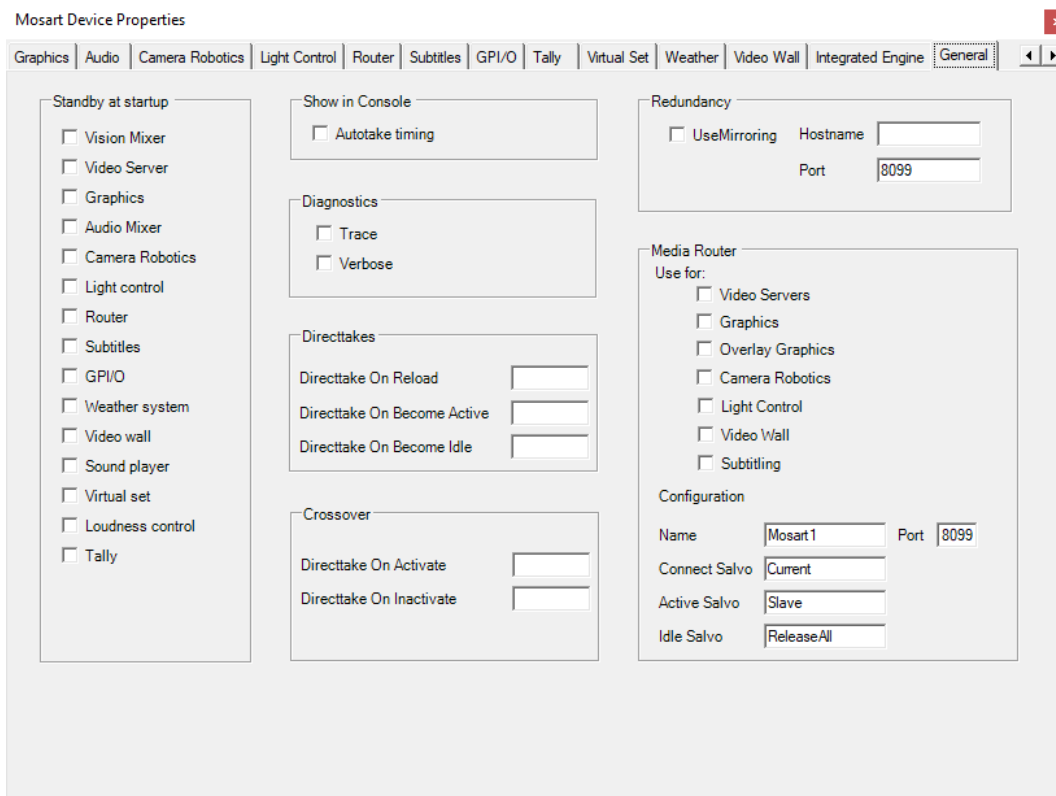 Mosart Device Properties
Graphics Audio Camera Robotics Light Control Router Subtitles GPI/O Tally Virtual Set Weather Video Wall Integrated Engine General
Standby at startup
Vision Mixer
Video Server
Graphics
Audio Mixer
Camera Robotics
Light control
Router
Subtitles
GPI/O
Weather system
Video wall
Sound player
Virtual set
Loudness control
Tally
Show in Console
Autotake timing
Diagnostics
Trace
Verbose
Directtakes
Directtake On Reload
Directtake On Become Active
Directtake On Become Idle
Crossover
Directtake On Activate
Directtake On Inactivate
Redundancy
UseMirroring Hostname
Port 8099
Media Router
Use for:
Video Servers
Graphics
Overlay Graphics
Camera Robotics
Light Control
Video Wall
Subtitling
Configuration
Name Mosart1 Port 8099
Connect Salvo Current
Active Salvo Slave
Idle Salvo ReleaseAll